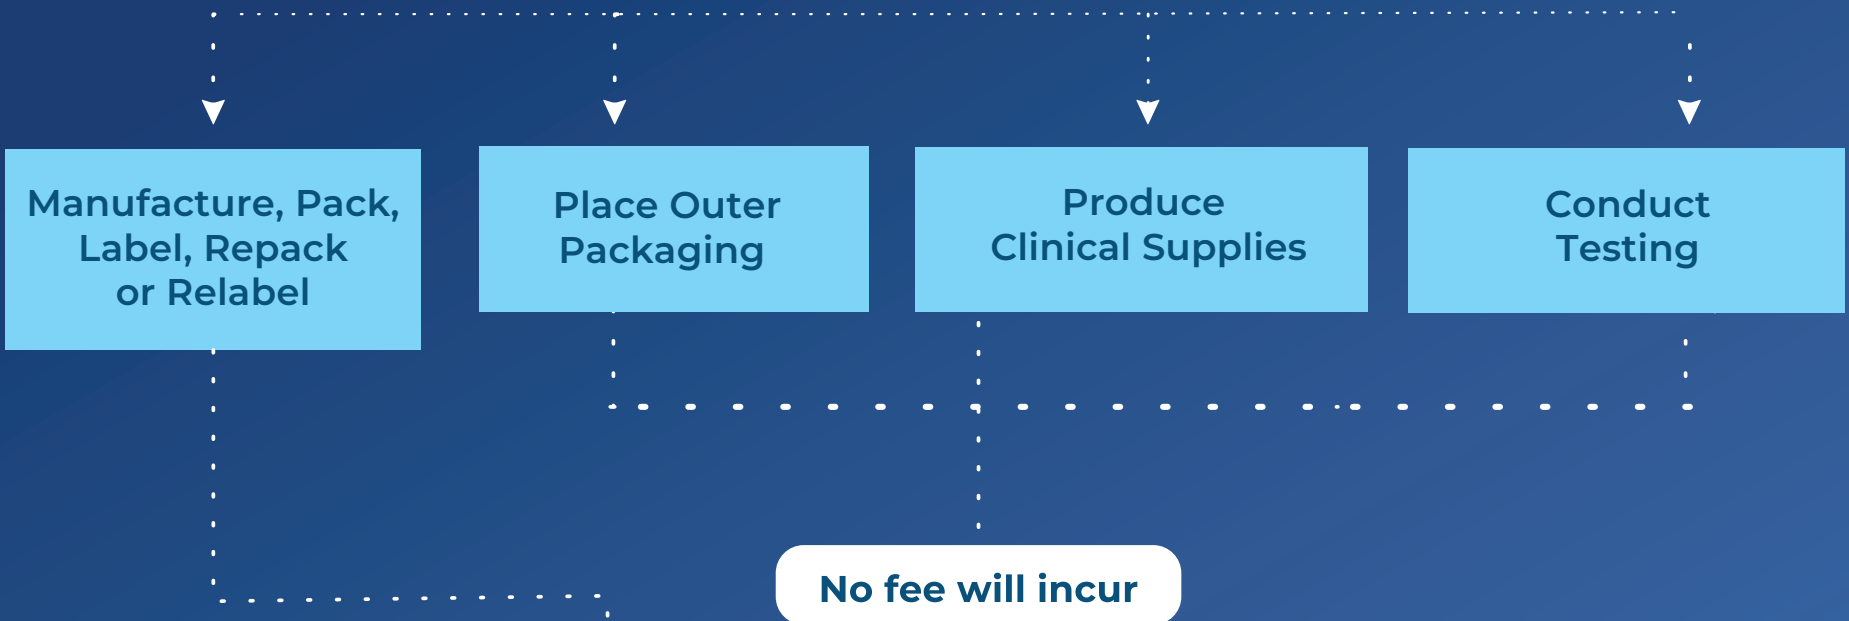 Manufacture, Pack,
Label, Repack
or Relabel
Place Outer
Packaging
Produce
Clinical Supplies
Conduct
Testing
No fee will incur